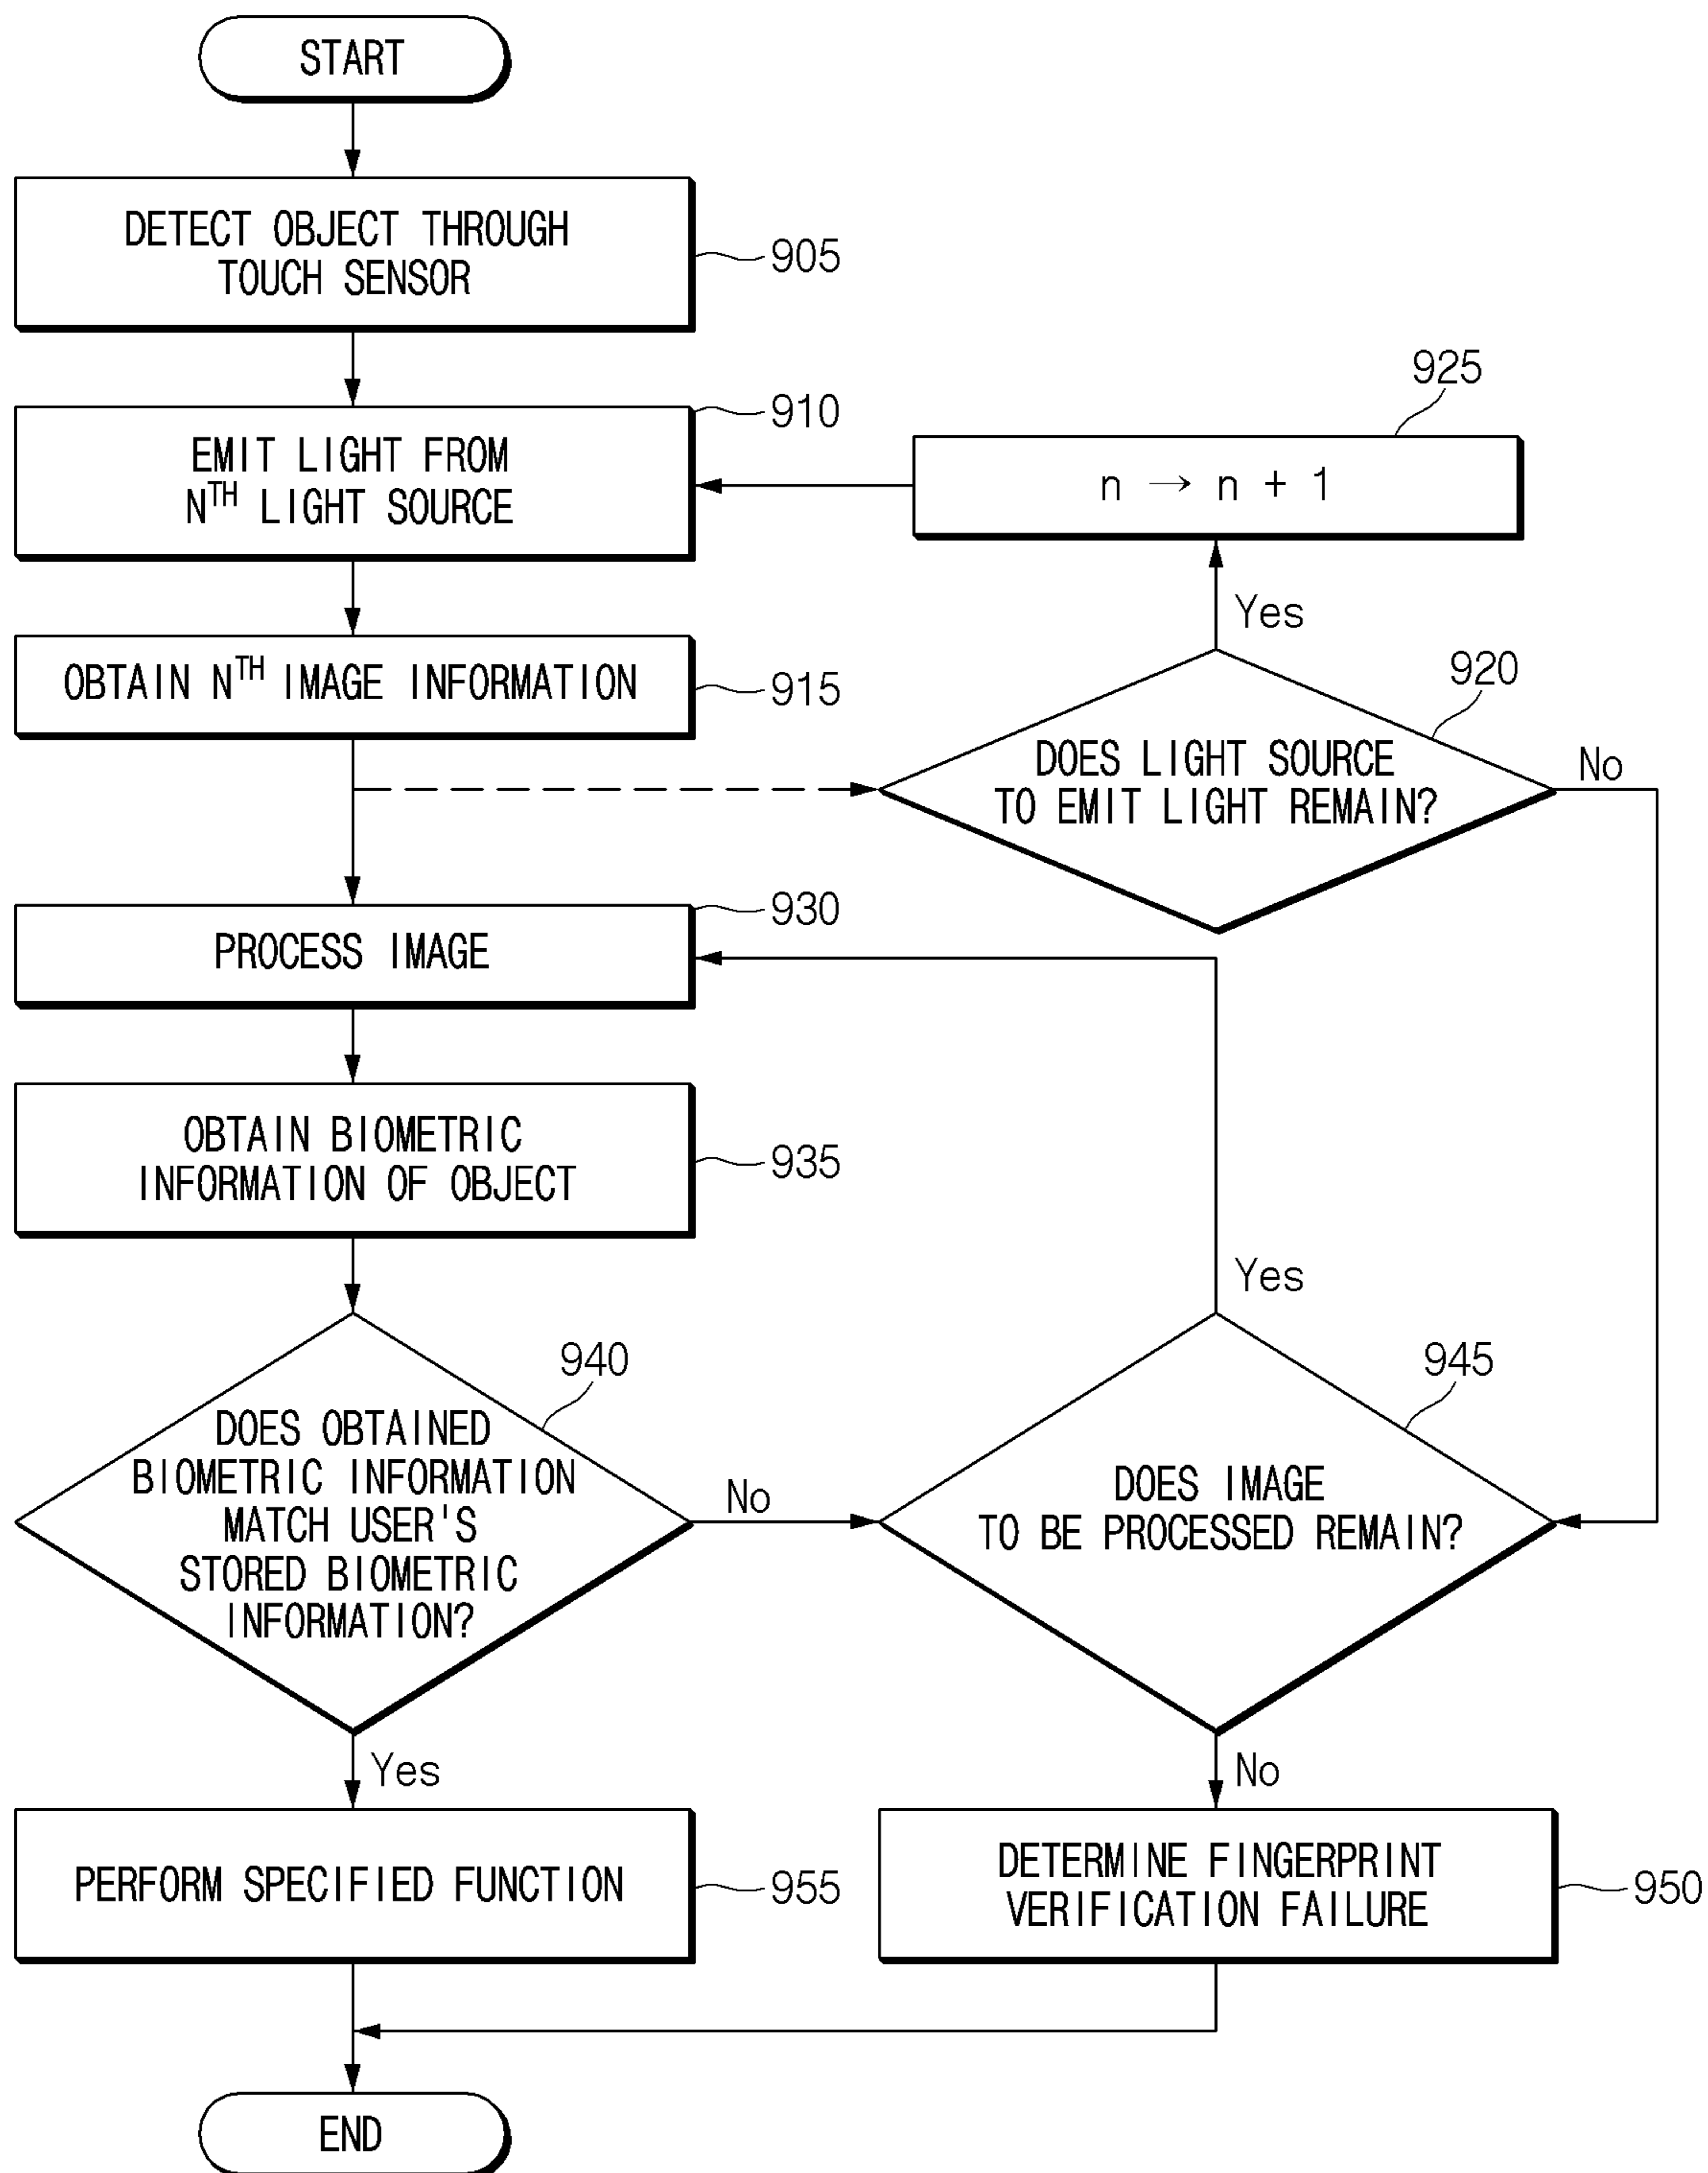 START
DETECT OBJECT THROUGH
TOUCH SENSOR
905
EMIT LIGHT FROM
NTH LIGHT SOURCE
910
925
n → n + 1
Yes
OBTAIN NTH IMAGE INFORMATION
915
920
DOES LIGHT SOURCE
TO EMIT LIGHT REMAIN?
No
PROCESS IMAGE
930
OBTAIN BIOMETRIC
INFORMATION OF OBJECT
935
940
DOES OBTAINED
BIOMETRIC INFORMATION
MATCH USER'S
STORED BIOMETRIC
INFORMATION?
No
Yes
945
DOES IMAGE
TO BE PROCESSED REMAIN?
Yes
No
PERFORM SPECIFIED FUNCTION
955
DETERMINE FINGERPRINT
VERIFICATION FAILURE
950
END